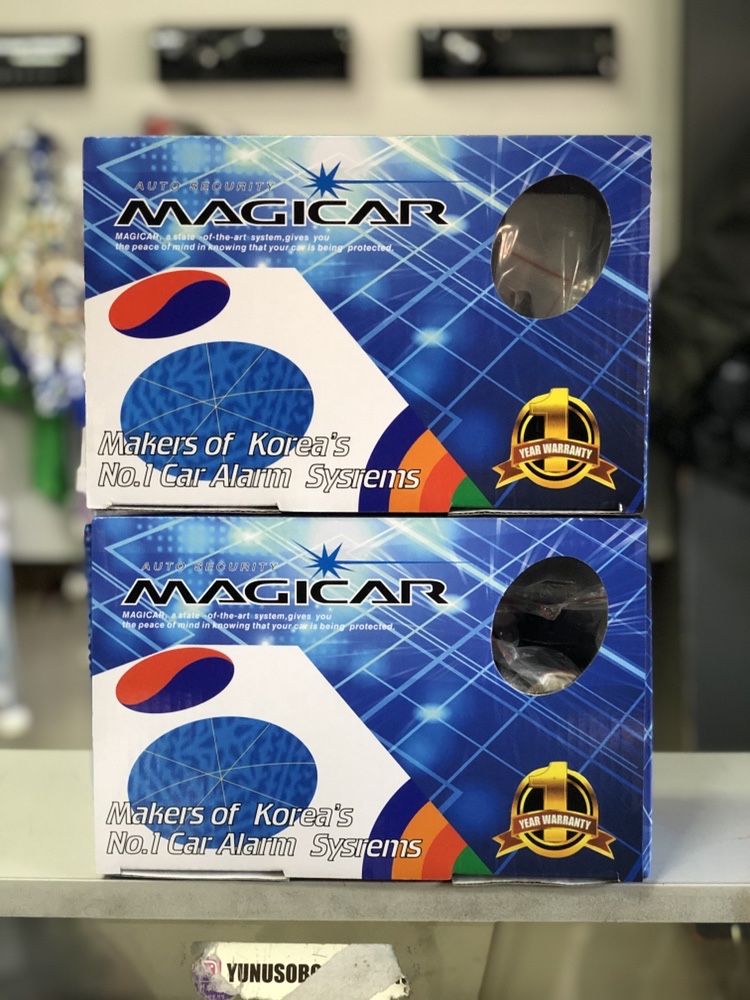 AUTO SECURITY
MAGICAR
MAGICAR, a state -of-the-art system,gives you
the peace of mind in knowing that your car is being protected.
Makers of Korea's
No.1 Car Alarm Sysrems
1
YEAR WARRANTY
AUTO SECURITY
MAGICAR
MAGICAR, a state -of-the-art system,gives you
the peace of mind in knowing that your car is being protected.
Makers of Korea's
No.1 Car Alarm Sysrems
1
YEAR WARRANTY